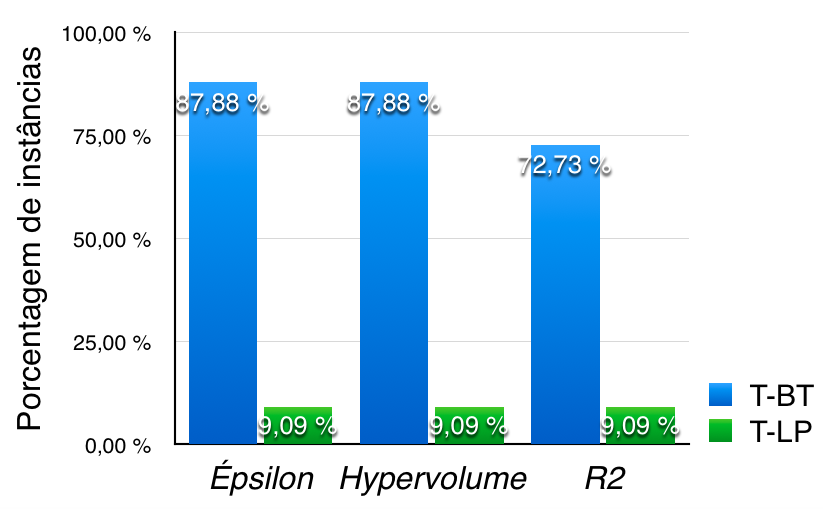 100,00 %
75,00 %
50,00 %
25,00 %
0,00 %
Porcentagem de instâncias
87,88 %
9,09 %
87,88 %
9,09 %
72,73 %
9,09 %
Épsilon
Hypervolume
R2
T-BT
T-LP